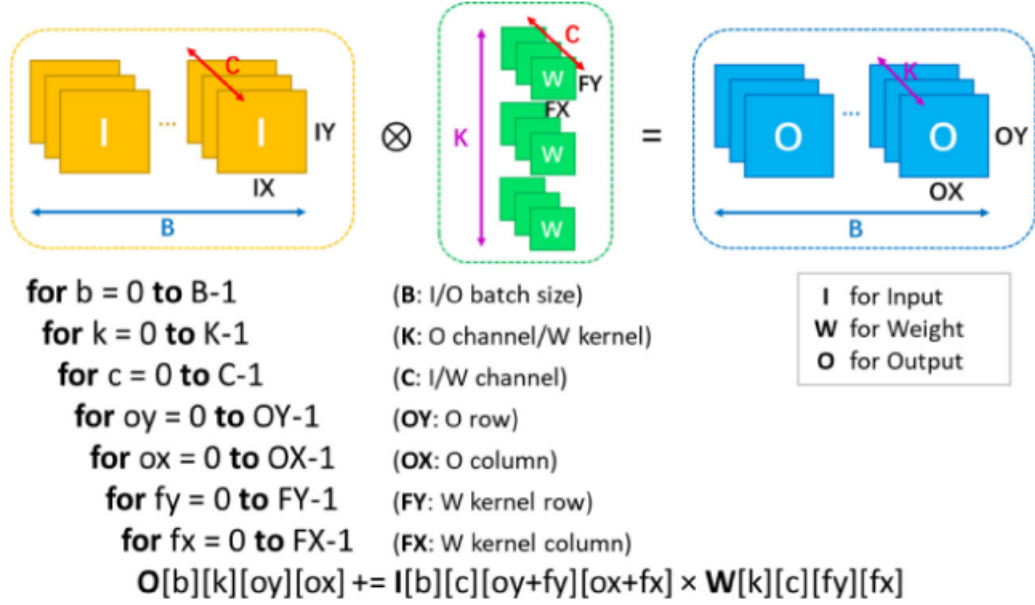 C
C
I
...
I
IY
IX
B
⊗
K
W
FY
FX
W
W
=
O
...
K
O
OY
OX
B
for b = 0 to B-1 (B: I/O batch size)
for k = 0 to K-1 (K: O channel/W kernel)
for c = 0 to C-1 (C: I/W channel)
for oy = 0 to OY-1 (OY: O row)
for ox = 0 to OX-1 (OX: O column)
for fy = 0 to FY-1 (FY: W kernel row)
for fx = 0 to FX-1 (FX: W kernel column)
O[b][k][oy][ox] += I[b][c][oy+fy][ox+fx] × W[k][c][fy][fx]
I for Input
W for Weight
O for Output